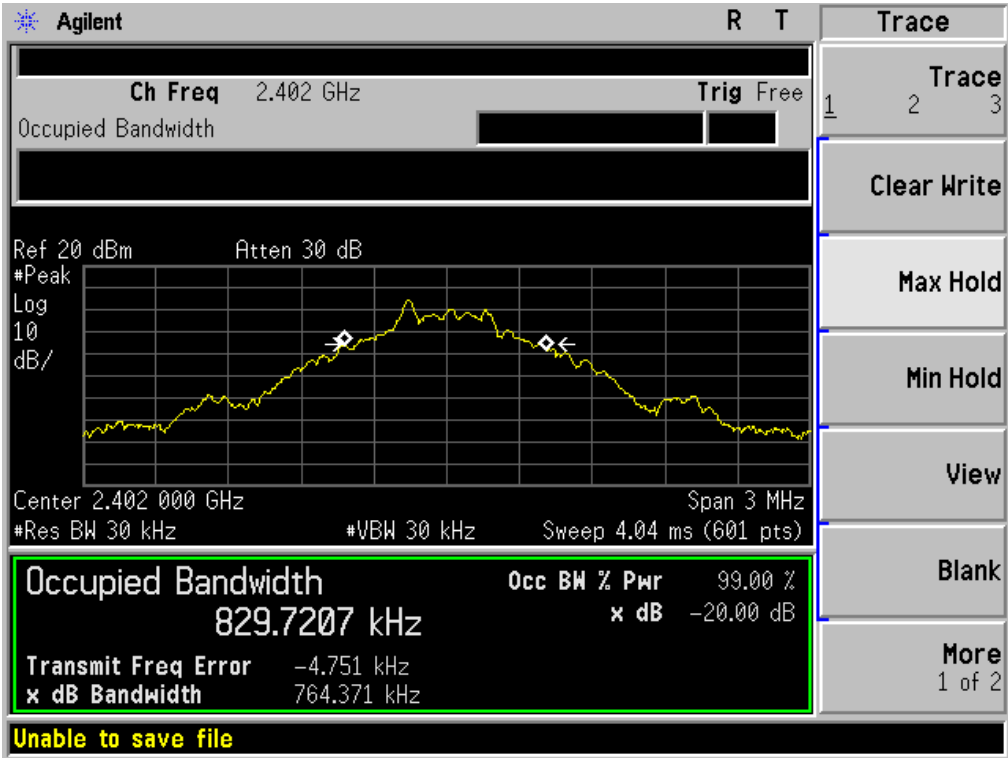 Agilent R T
Ch Freq 2.402 GHz Trig Free
Occupied Bandwidth
Ref 20 dBm Atten 30 dB
#Peak
Log
10
dB/
Center 2.402 000 GHz Span 3 MHz
#Res BW 30 kHz #VBW 30 kHz Sweep 4.04 ms (601 pts)
Occupied Bandwidth
829.7207 kHz
Occ BW % Pwr 99.00 %
x dB -20.00 dB
Transmit Freq Error -4.751 kHz
x dB Bandwidth 764.371 kHz
Unable to save file
Trace
Trace
1 2 3
Clear Write
Max Hold
Min Hold
View
Blank
More
1 of 2